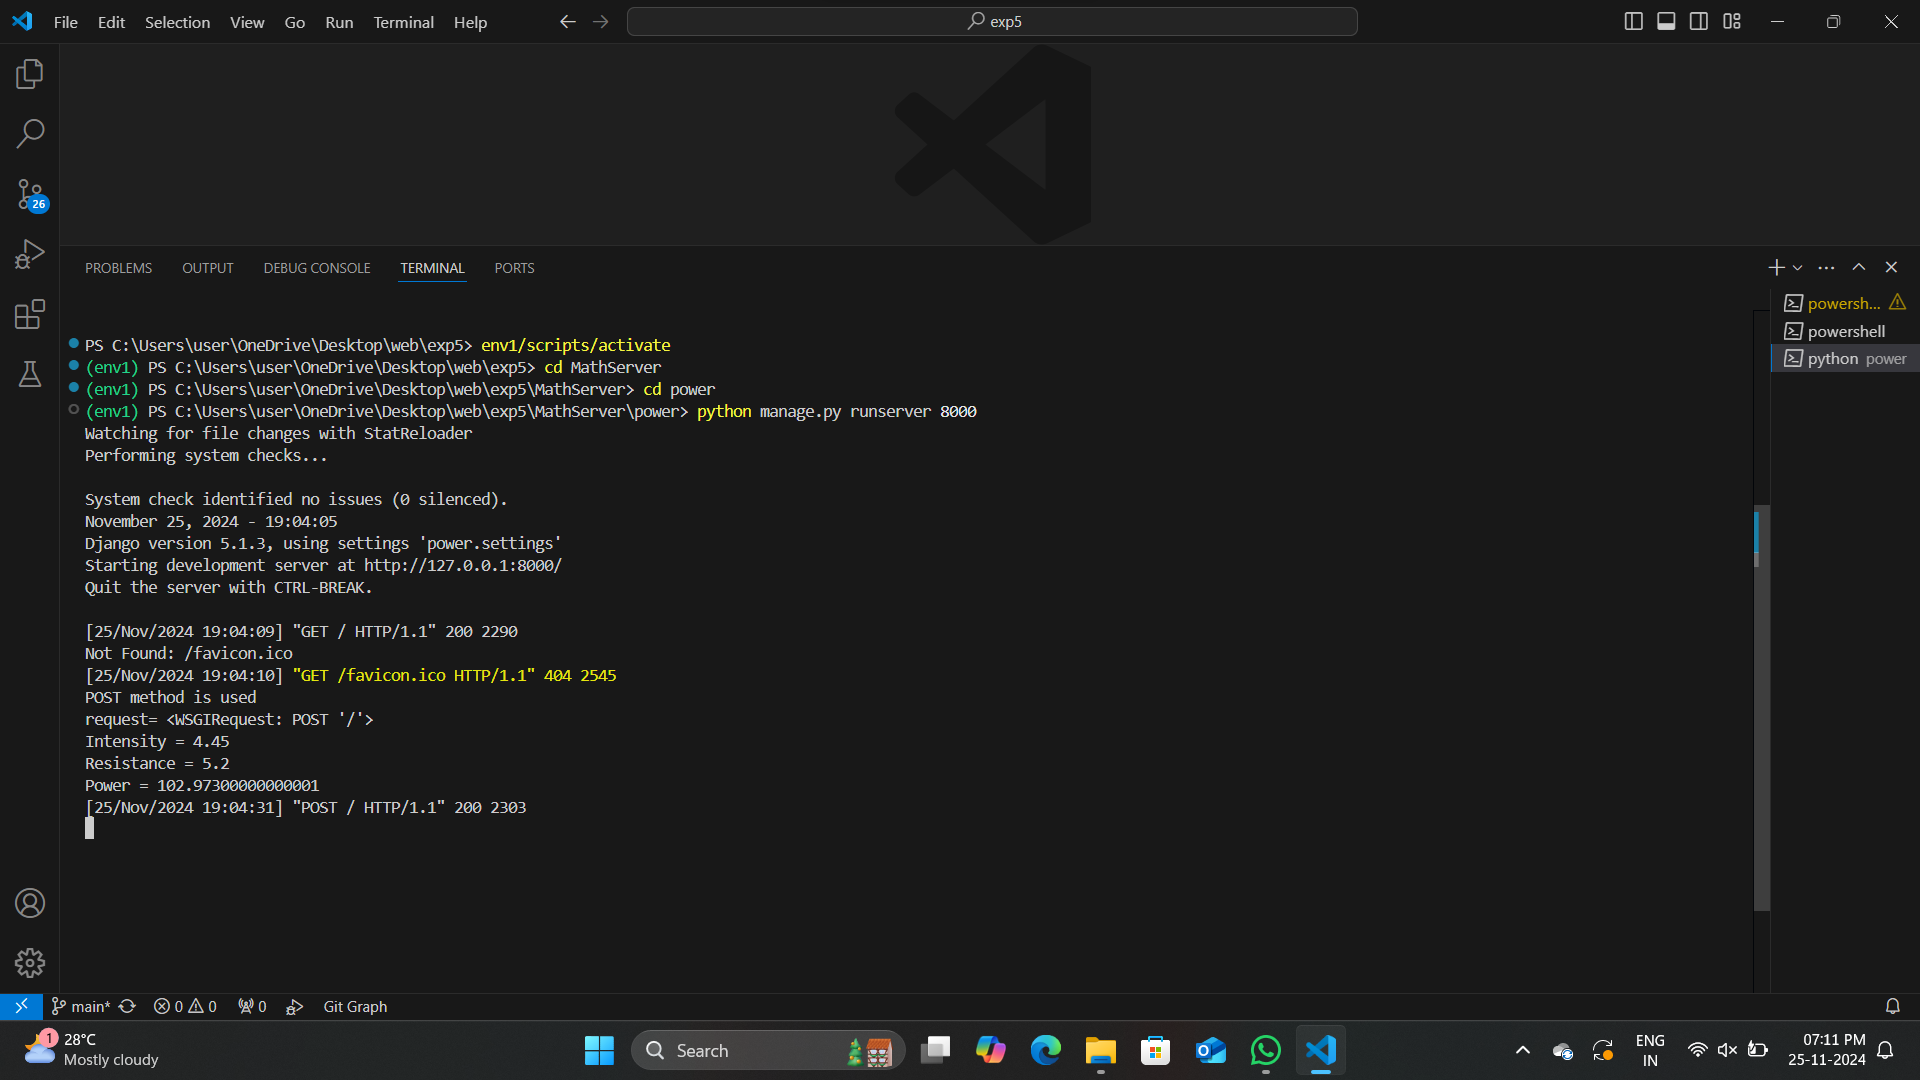 File Edit Selection View Go Run Terminal Help
exp5
26
PROBLEMS OUTPUT DEBUG CONSOLE TERMINAL PORTS
powersh...
powershell
python power
PS C:\Users\user\OneDrive\Desktop\web\exp5> env1/scripts/activate
(env1) PS C:\Users\user\OneDrive\Desktop\web\exp5> cd MathServer
(env1) PS C:\Users\user\OneDrive\Desktop\web\exp5\MathServer> cd power
(env1) PS C:\Users\user\OneDrive\Desktop\web\exp5\MathServer\power> python manage.py runserver 8000
Watching for file changes with StatReloader
Performing system checks...
System check identified no issues (0 silenced).
November 25, 2024 - 19:04:05
Django version 5.1.3, using settings 'power.settings'
Starting development server at http://127.0.0.1:8000/
Quit the server with CTRL-BREAK.
[25/Nov/2024 19:04:09] "GET / HTTP/1.1" 200 2290
Not Found: /favicon.ico
[25/Nov/2024 19:04:10] "GET /favicon.ico HTTP/1.1" 404 2545
POST method is used
request= <WSGIRequest: POST '/'>
Intensity = 4.45
Resistance = 5.2
Power = 102.97300000000001
[25/Nov/2024 19:04:31] "POST / HTTP/1.1" 200 2303
main* 0 0 0 Git Graph
1
28°C
Mostly cloudy
Search
ENG
IN
07:11 PM
25-11-2024